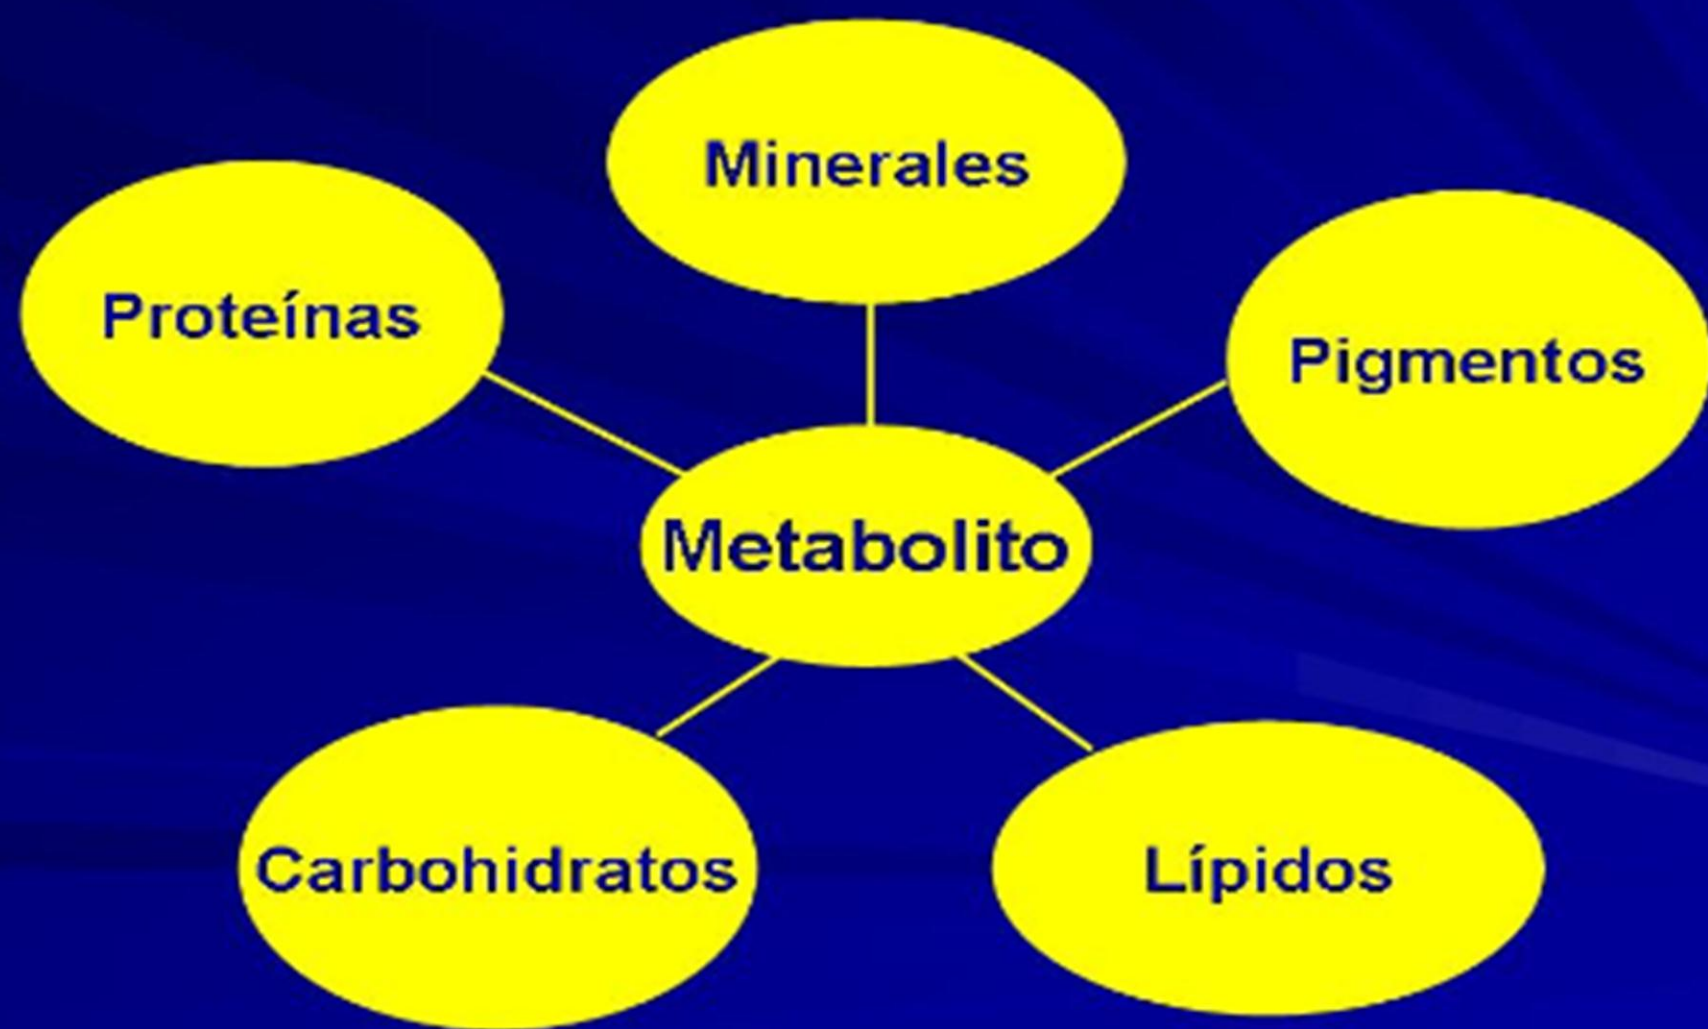 Minerales
Proteínas
Pigmentos
Metabolito
Carbohidratos
Lípidos